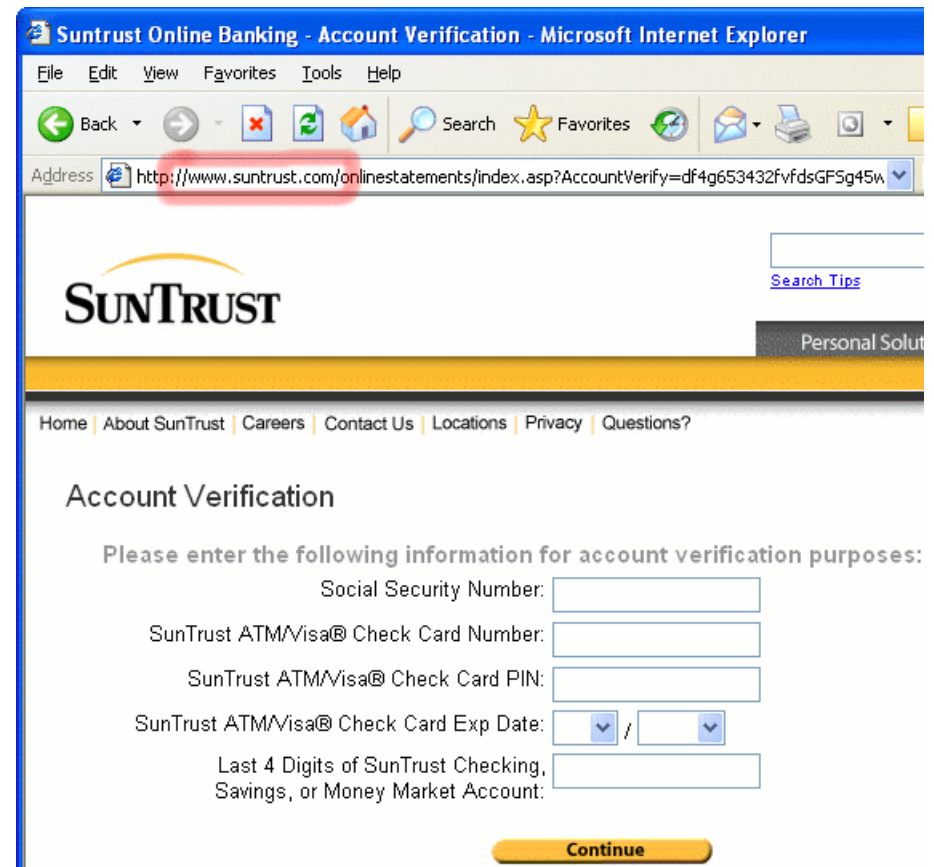 Suntrust Online Banking - Account Verification - Microsoft Internet Explorer
File Edit View Favorites Tools Help
Back Search Favorites
Address http://www.suntrust.com/onlinestatements/index.asp?AccountVerify=df4g653432fvfdsGFSg45w
Search Tips
SUNTRUST
Personal Solut
Home | About SunTrust | Careers | Contact Us | Locations | Privacy | Questions?
Account Verification
Please enter the following information for account verification purposes:
Social Security Number:
SunTrust ATM/Visa® Check Card Number:
SunTrust ATM/Visa® Check Card PIN:
SunTrust ATM/Visa® Check Card Exp Date: /
Last 4 Digits of SunTrust Checking,
Savings, or Money Market Account:
Continue